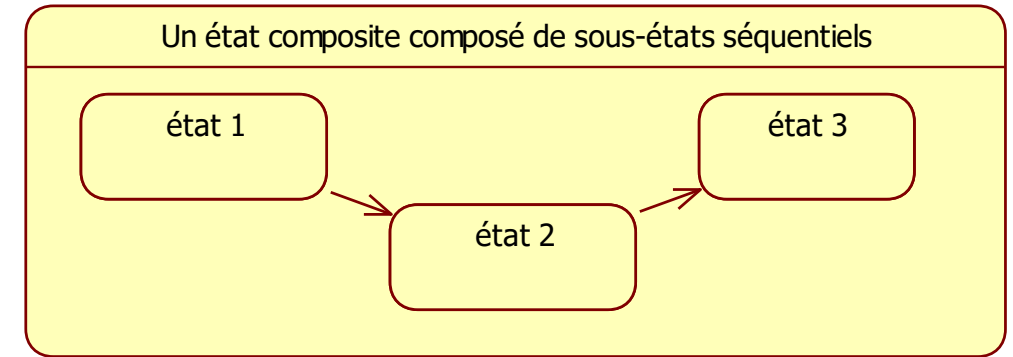 Un état composite composé de sous-états séquentiels
état 1
état 3
état 2